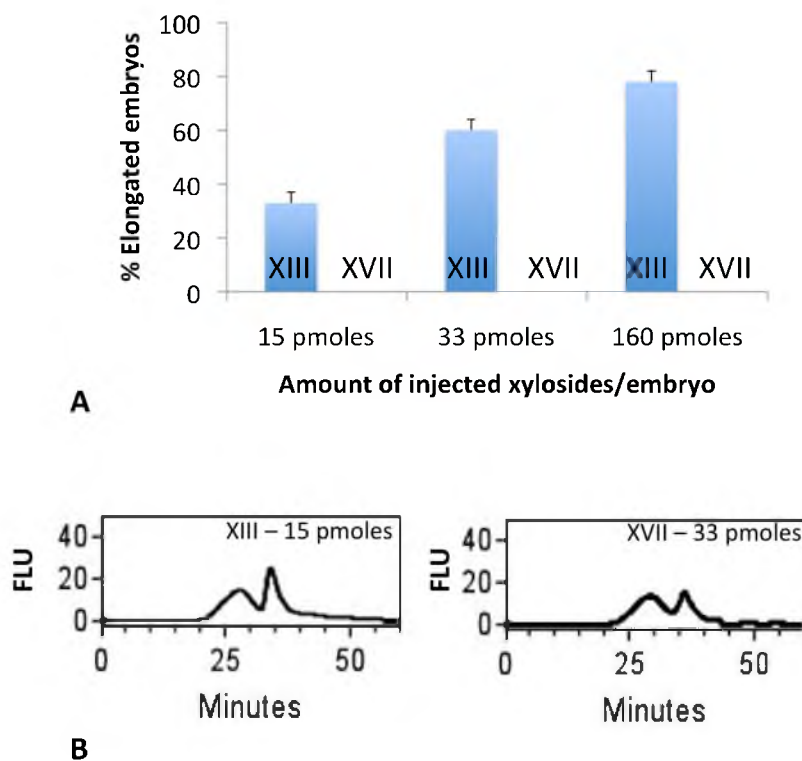 100
80
60
40
20
0
% Elongated embryos
XIII XVII XIII XVII XIII XVII
15 pmoles 33 pmoles 160 pmoles
Amount of injected xylosides/embryo
A
XIII – 15 pmoles
40
20
0
FLU
0 25 50
Minutes
XVII – 33 pmoles
40
20
0
FLU
0 25 50
Minutes
B